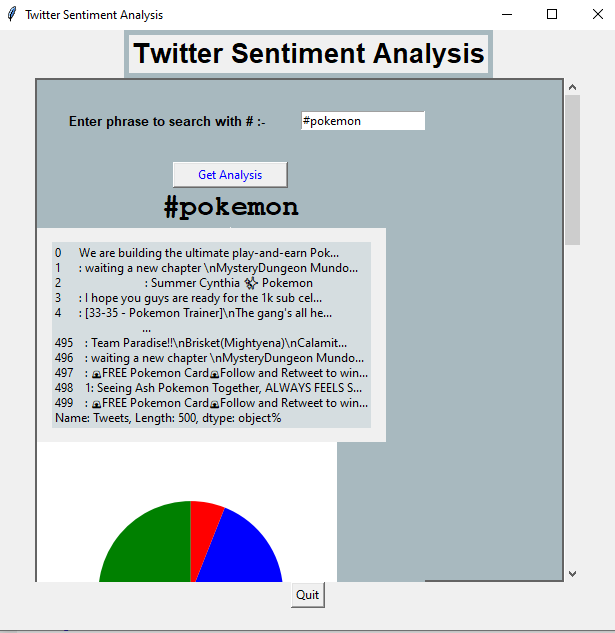 Twitter Sentiment Analysis
Twitter Sentiment Analysis
Enter phrase to search with # :- #pokemon
Get Analysis
#pokemon
0 We are building the ultimate play-and-earn Pok...
1 : waiting a new chapter \nMysteryDungeon Mundo...
2 : Summer Cynthia ✨ Pokemon
3 : I hope you guys are ready for the 1k sub cel...
4 : [33-35 - Pokemon Trainer]\nThe gang's all he...
...
495 : Team Paradise!!\nBrisket(Mightyena)\nCalamit...
496 : waiting a new chapter \nMysteryDungeon Mundo...
497 : 🚨FREE Pokemon Card🚨Follow and Retweet to win...
498 1: Seeing Ash Pokemon Together, ALWAYS FEELS S...
499 : 🚨FREE Pokemon Card🚨Follow and Retweet to win...
Name: Tweets, Length: 500, dtype: object%
Quit